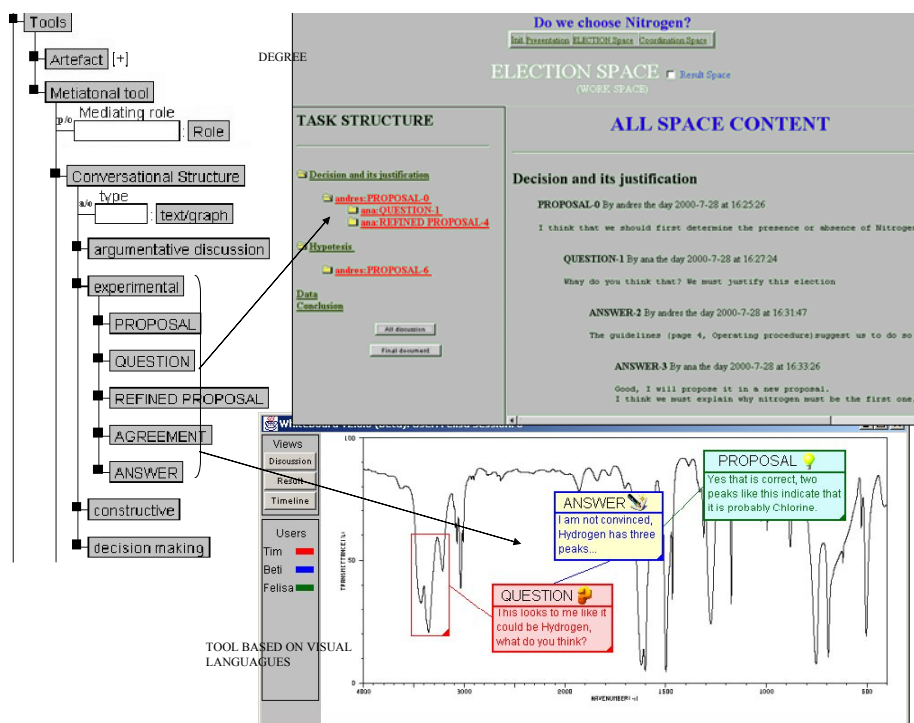 Tools
Artefact [+]
Metiatonal tool
p/o Mediating role
: Role
Conversational Structure
a/o type
: text/graph
argumentative discussion
experimental
PROPOSAL
QUESTION
REFINED PROPOSAL
AGREEMENT
ANSWER
constructive
decision making
DEGREE
Do we choose Nitrogen?
Init Presentation ELECTION Space Coordination Space
ELECTION SPACE Result Space
(WORK SPACE)
TASK STRUCTURE
Decision and its justification
andres:PROPOSAL-0
ana:QUESTION-1
ana:REFINED PROPOSAL-4
Hypotesis
andres:PROPOSAL-6
Data
Conclusion
All discussion
Final document
ALL SPACE CONTENT
Decision and its justification
PROPOSAL-0 By andres the day 2000-7-28 at 16:25:26
I think that we should first determine the presence or absence of Nitrogen
QUESTION-1 By ana the day 2000-7-28 at 16:27:24
Whay do you think that? We must justify this election
ANSWER-2 By andres the day 2000-7-28 at 16:31:47
The guidelines (page 4, Operating procedure)suggest us to do so
ANSWER-3 By ana the day 2000-7-28 at 16:33:26
Good, I will propose it in a new proposal.
I think we must explain why nitrogen must be the first one.
Views
Discussion
Result
Timeline
Users
Tim
Beti
Felisa
TOOL BASED ON VISUAL
LANGUAGUES
100
50
0
TRANSMITTANCE(%)
PROPOSAL
Yes that is correct, two
peaks like this indicate that
it is probably Chlorine.
ANSWER
I am not convinced,
Hydrogen has three
peaks...
QUESTION
This looks to me like it
could be Hydrogen,
what do you think?
4000 3000 2000 1500 1000 500